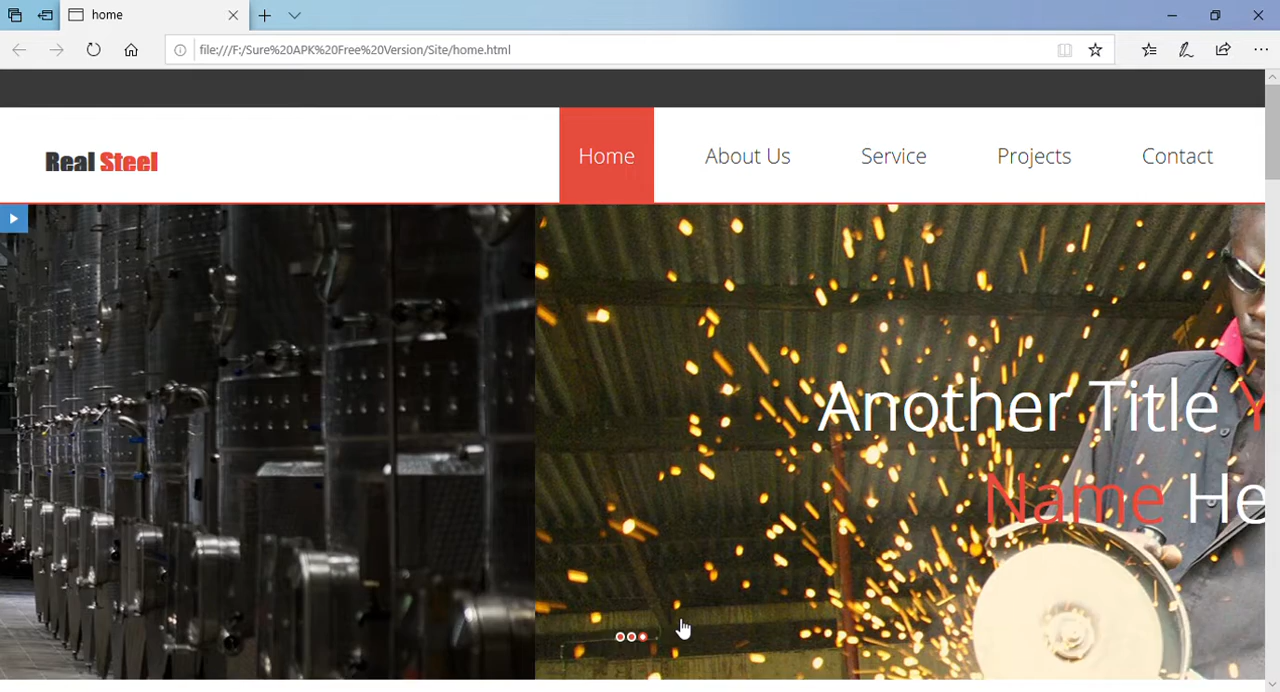 home
file:///F:/Sure%20APK%20Free%20Version/Site/home.html
Real Steel
Home
About Us
Service
Projects
Contact
Another Title Y
Name He